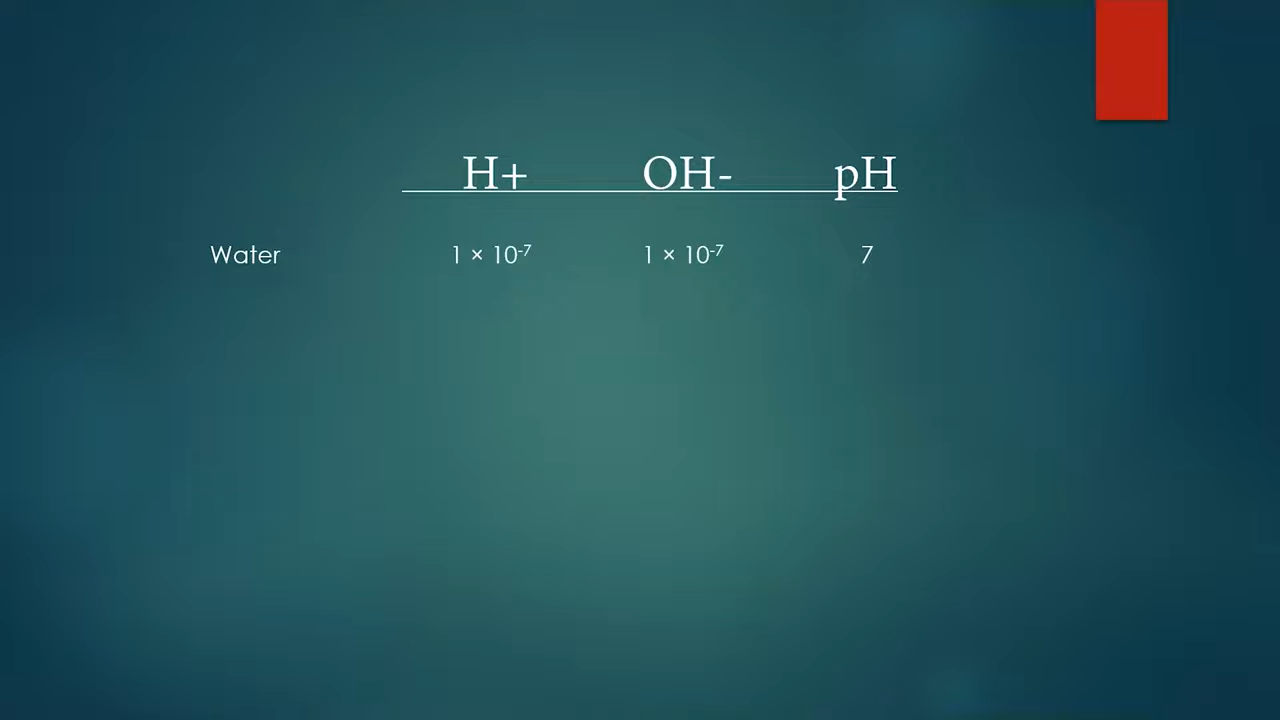 H+ OH- pH
Water 1 × 10⁻⁷ 1 × 10⁻⁷ 7